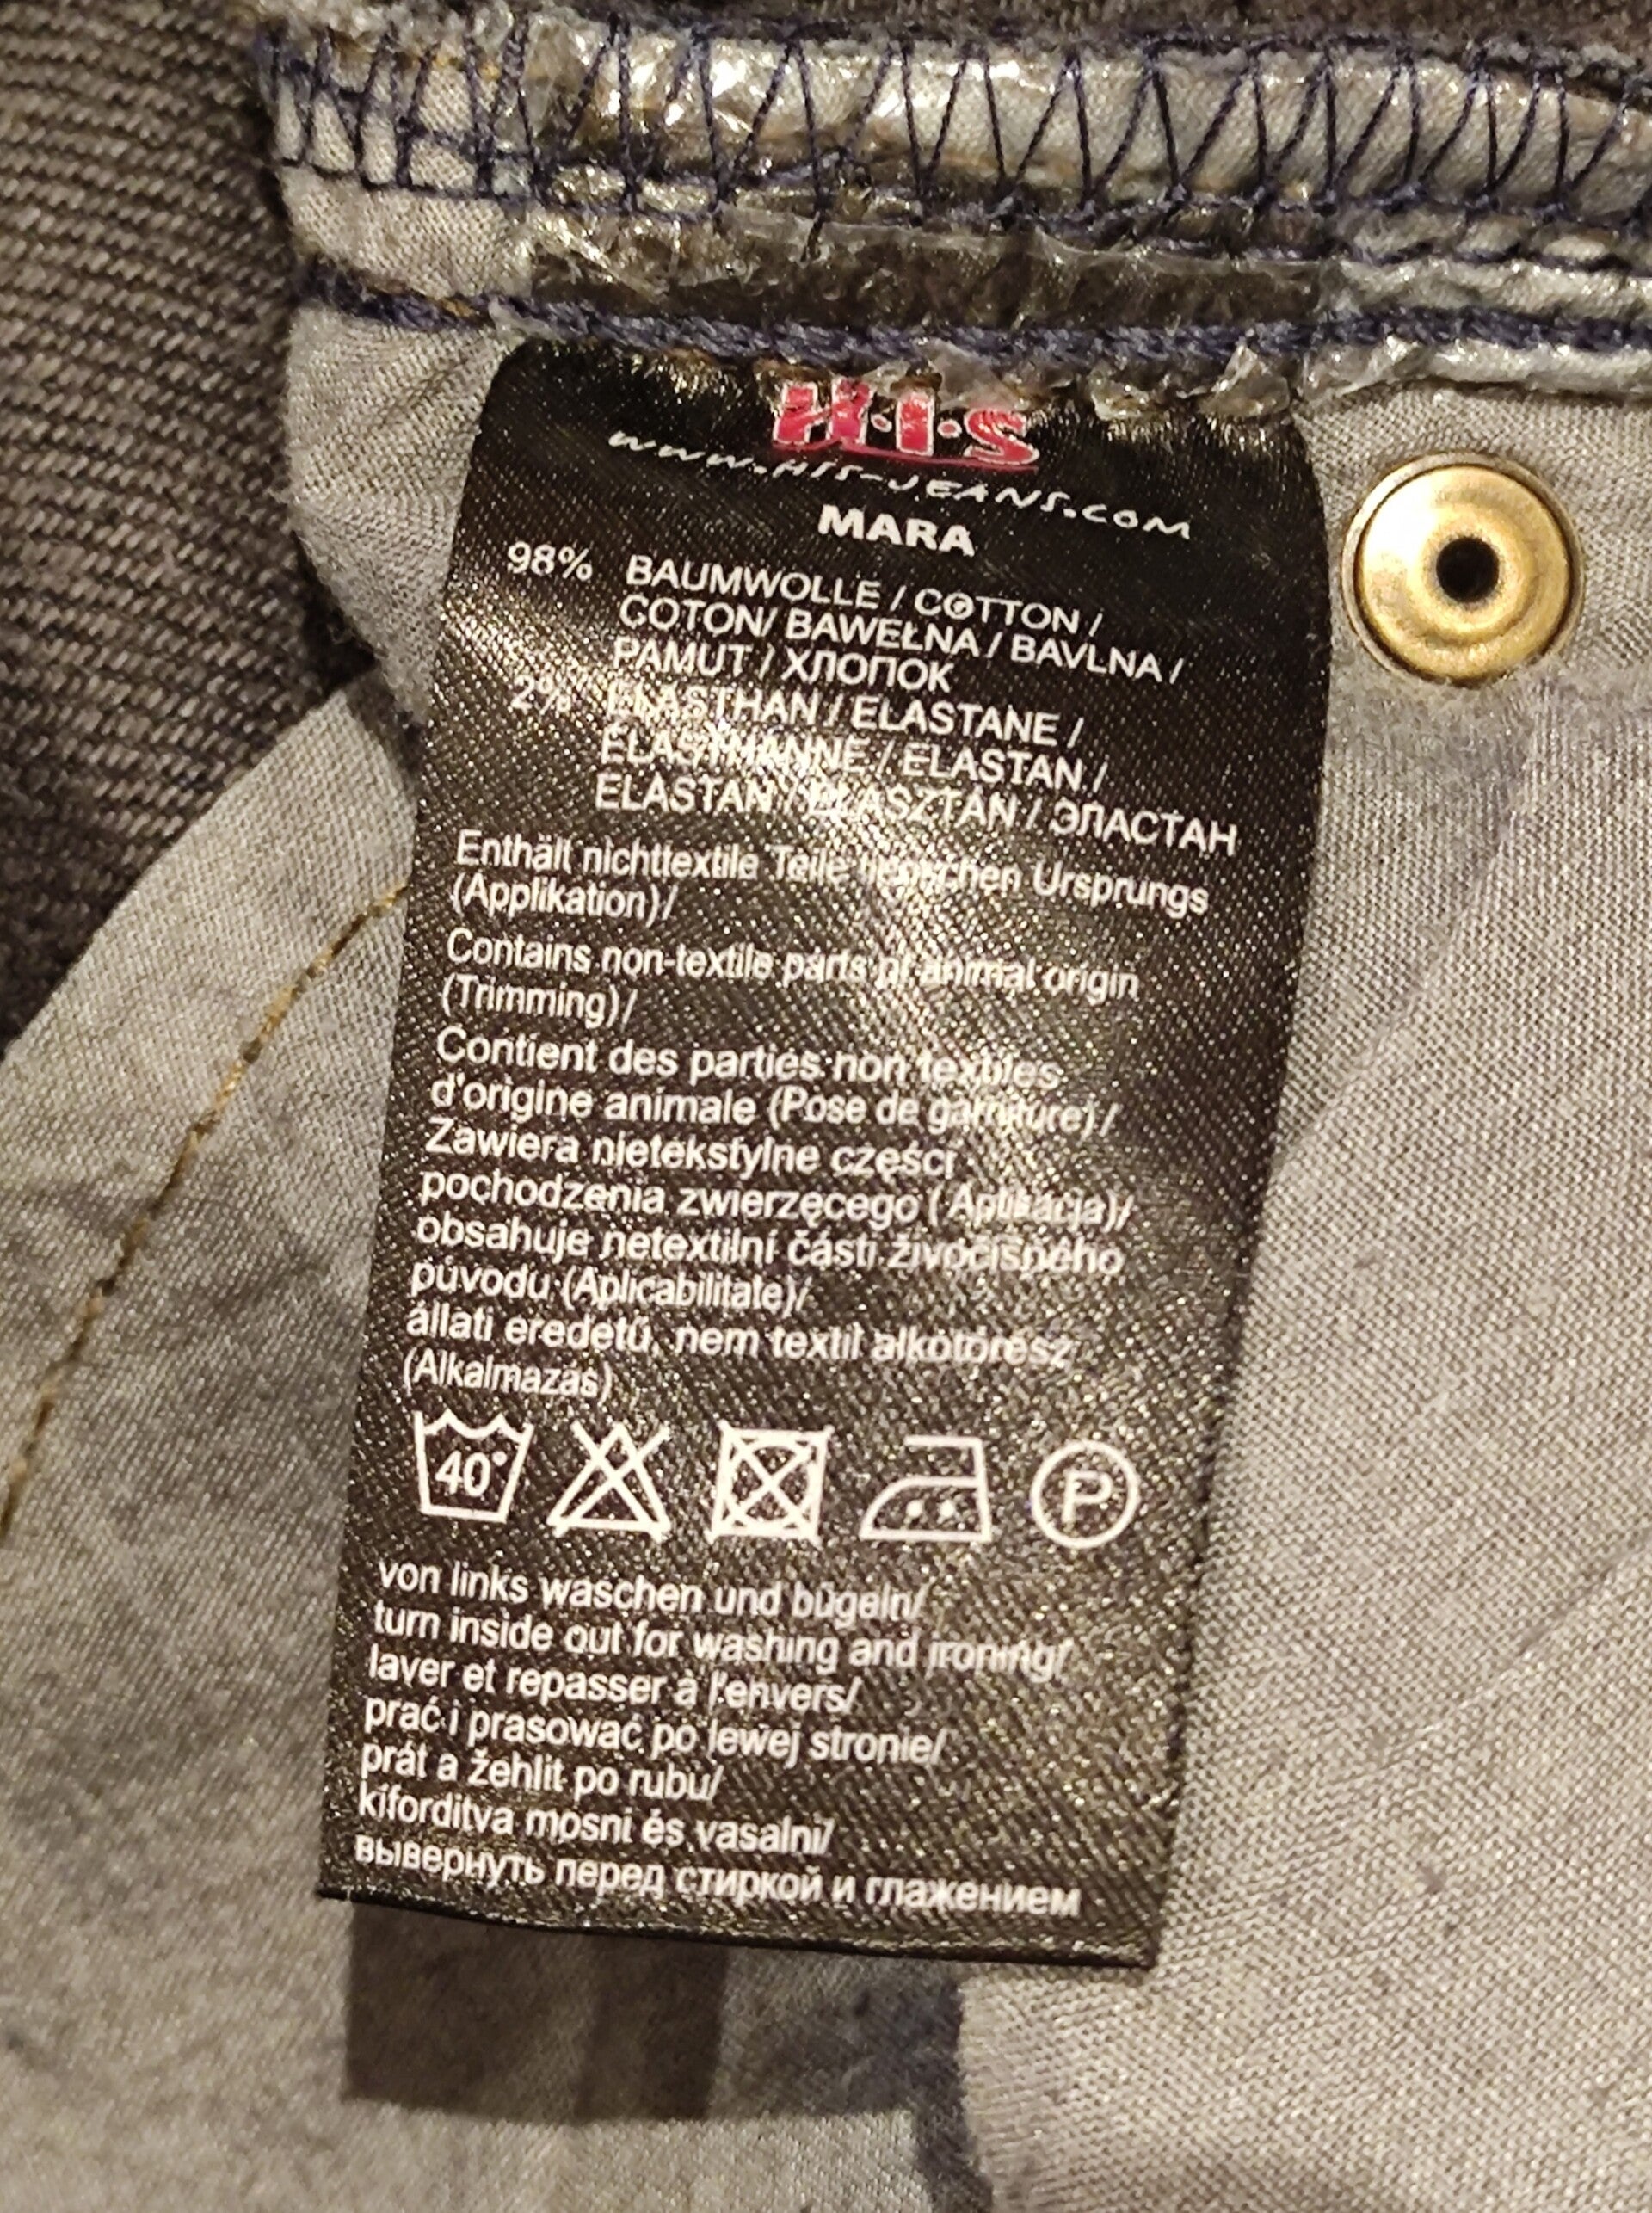 H.I.S
www.HIS-JEANS.COM
MARA
98% BAUMWOLLE / COTTON /
COTON/ BAWEŁNA / BAVLNA /
PAMUT / ХЛОПОК
2% ELASTHAN / ELASTANE /
ELASTHANNE / ELASTAN /
ELASTAN / ELASZTAN / ЭЛАСТАН
Enthält nichttextile Teile tierischen Ursprungs
(Applikation)/
Contains non-textile parts of animal origin
(Trimming)/
Contient des parties non textiles
d'origine animale (Pose de garniture)/
Zawiera nietekstylne części
pochodzenia zwierzęcego ( Aplikacja)/
obsahuje netextilní části živočišného
původu (Aplicabilitate)/
állati eredetű, nem textil alkotórész
(Alkalmazás)
40° P
von links waschen und bügeln/
turn inside out for washing and ironing/
laver et repasser à l'envers/
prać i prasować po lewej stronie/
prát a žehlit po rubu/
kiforditva mosni és vasalni/
вывернуть перед стиркой и глажением